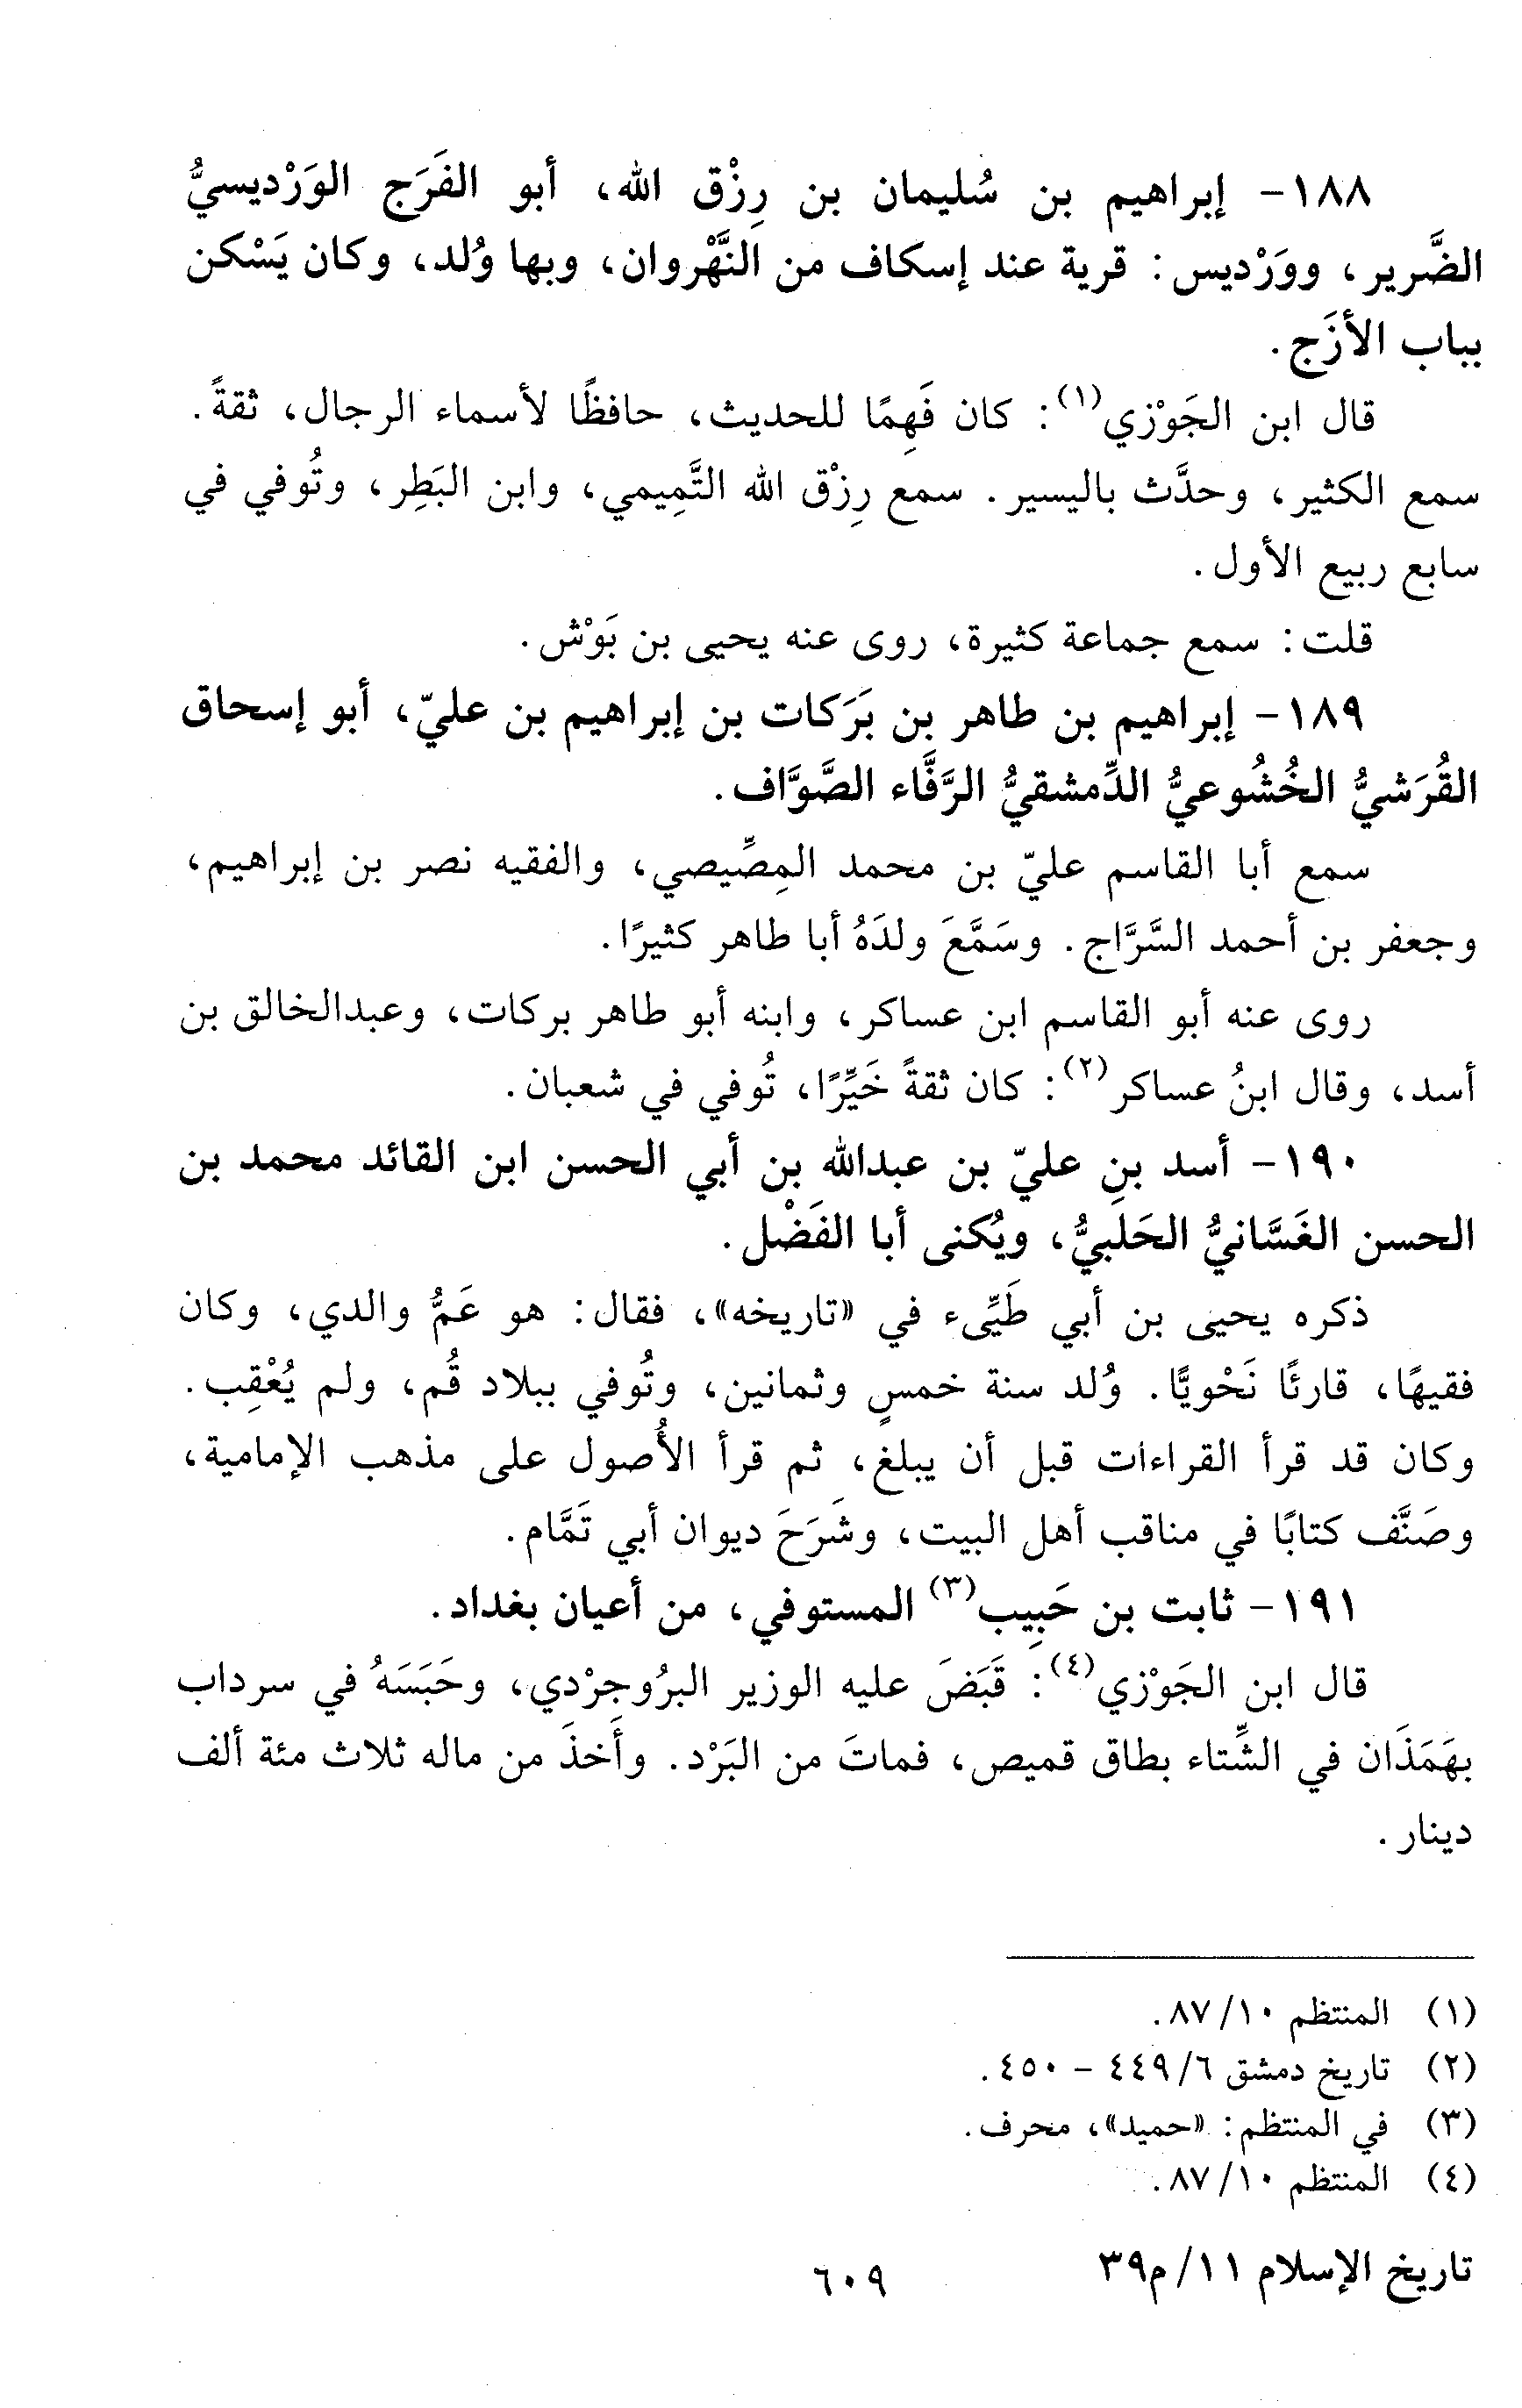 ١٨٨- إبراهيم بن سُليمان بن رِزْق الله، أبو الفَرَج الوَرْديسيُّ
الضَّرير، ووَرْديس: قرية عند إسكاف من النَّهْروان، وبها وُلد، وكان يَسْكن
بباب الأزَج.
قال ابن الجَوْزي(١): كان فَهِمًا للحديث، حافظًا لأسماء الرجال، ثقةً.
سمع الكثير، وحدَّث باليسير. سمع رِزْق الله التَّمِيمي، وابن البَطِر، وتُوفي في
سابع ربيع الأول.
قلت: سمع جماعة كثيرة، روى عنه يحيى بن بَوْش.
١٨٩- إبراهيم بن طاهر بن بَرَكات بن إبراهيم بن عليّ، أبو إسحاق
القُرَشيُّ الخُشُوعيُّ الدِّمشقيُّ الرَّفَّاء الصَّوَّاف.
سمع أبا القاسم عليّ بن محمد المِصِّيصي، والفقيه نصر بن إبراهيم،
وجعفر بن أحمد السَّرَّاج. وسَمَّعَ ولدَهُ أبا طاهر كثيرًا.
روى عنه أبو القاسم ابن عساكر، وابنه أبو طاهر بركات، وعبدالخالق بن
أسد، وقال ابنُ عساكر(٢): كان ثقةً خَيِّرًا، تُوفي في شعبان.
١٩٠- أسد بنِ عليّ بن عبدالله بن أبي الحسن ابن القائد محمد بن
الحسن الغَسَّانيُّ الحَلَبيُّ، ويُكنى أبا الفَضْل.
ذكره يحيى بن أبي طَيِّىء في «تاريخه»، فقال: هو عَمُّ والدي، وكان
فقيهًا، قارئًا نَحْويًّا. وُلد سنة خمسٍ وثمانين، وتُوفي ببلاد قُم، ولم يُعْقِب.
وكان قد قرأ القراءات قبل أن يبلغ، ثم قرأ الأُصول على مذهب الإمامية،
وصَنَّف كتابًا في مناقب أهل البيت، وشَرَحَ ديوان أبي تَمَّام.
١٩١- ثابت بن حَبِيب(٣) المستوفي، من أعيان بغداد.
قال ابن الجَوْزي(٤): قَبَضَ عليه الوزير البرُوجِرْدي، وحَبَسَهُ في سرداب
بهَمَذَان في الشِّتاء بطاق قميص، فماتَ من البَرْد. وأَخذَ من ماله ثلاث مئة ألف
دينار.
(١) المنتظم ١٠/ ٨٧.
(٢) تاريخ دمشق ٦/ ٤٤٩ - ٤٥٠.
(٣) في المنتظم: «حميد»، محرف.
(٤) المنتظم ١٠/ ٨٧.
تاريخ الإسلام ١١/ م٣٩
٦٠٩